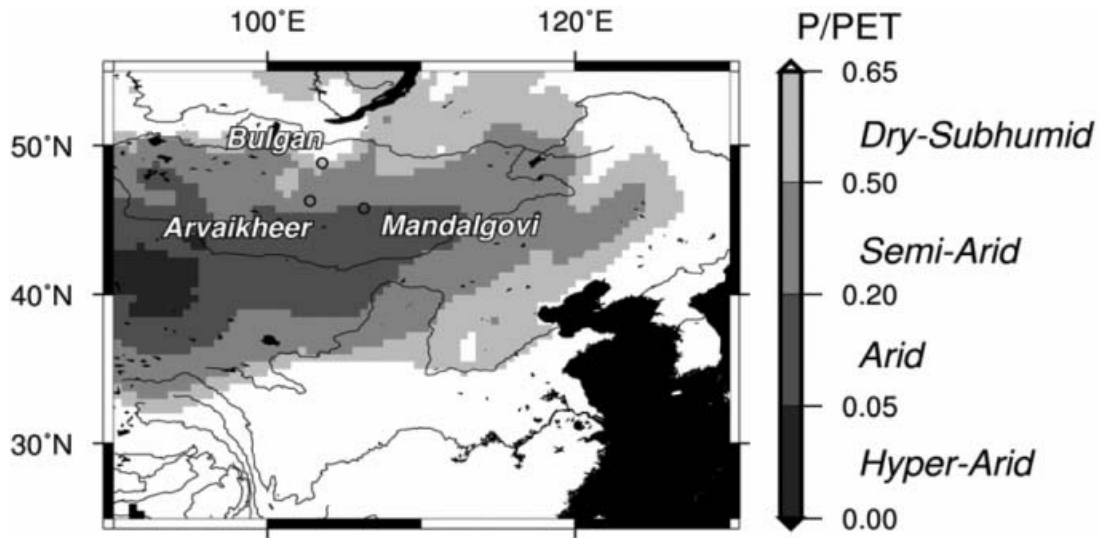 100°E 120°E P/PET
0.65
Dry-Subhumid
50°N Bulgan
0.50
Arvaikheer Mandalgovi
Semi-Arid
40°N 0.20
Arid
0.05
30°N
Hyper-Arid
0.00